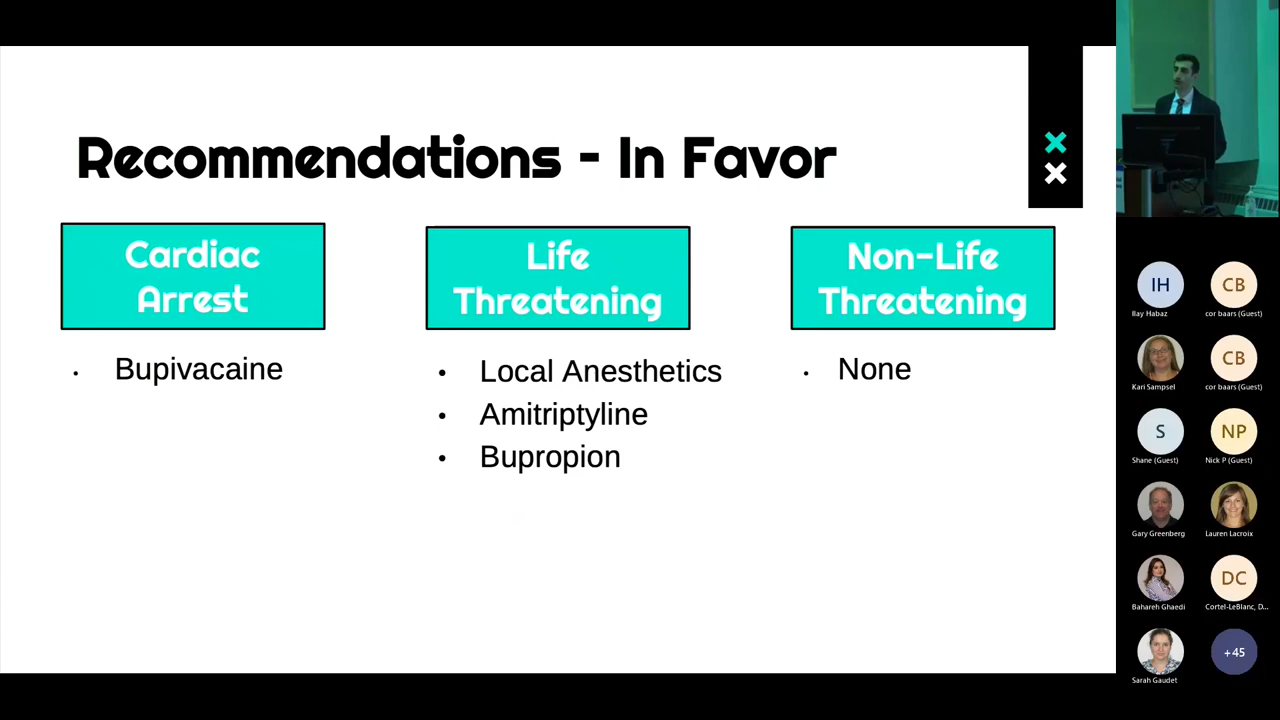 Recommendations - In Favor
Cardiac
Arrest
• Bupivacaine
Life
Threatening
• Local Anesthetics
• Amitriptyline
• Bupropion
Non-Life
Threatening
• None
IH
Ilay Habaz
CB
cor baars (Guest)
Kari Sampsel
CB
cor baars (Guest)
S
Shane (Guest)
NP
Nick P (Guest)
Gary Greenberg
Lauren Lacroix
Bahareh Ghaedi
DC
Cortel-LeBlanc, D...
Sarah Gaudet
+45